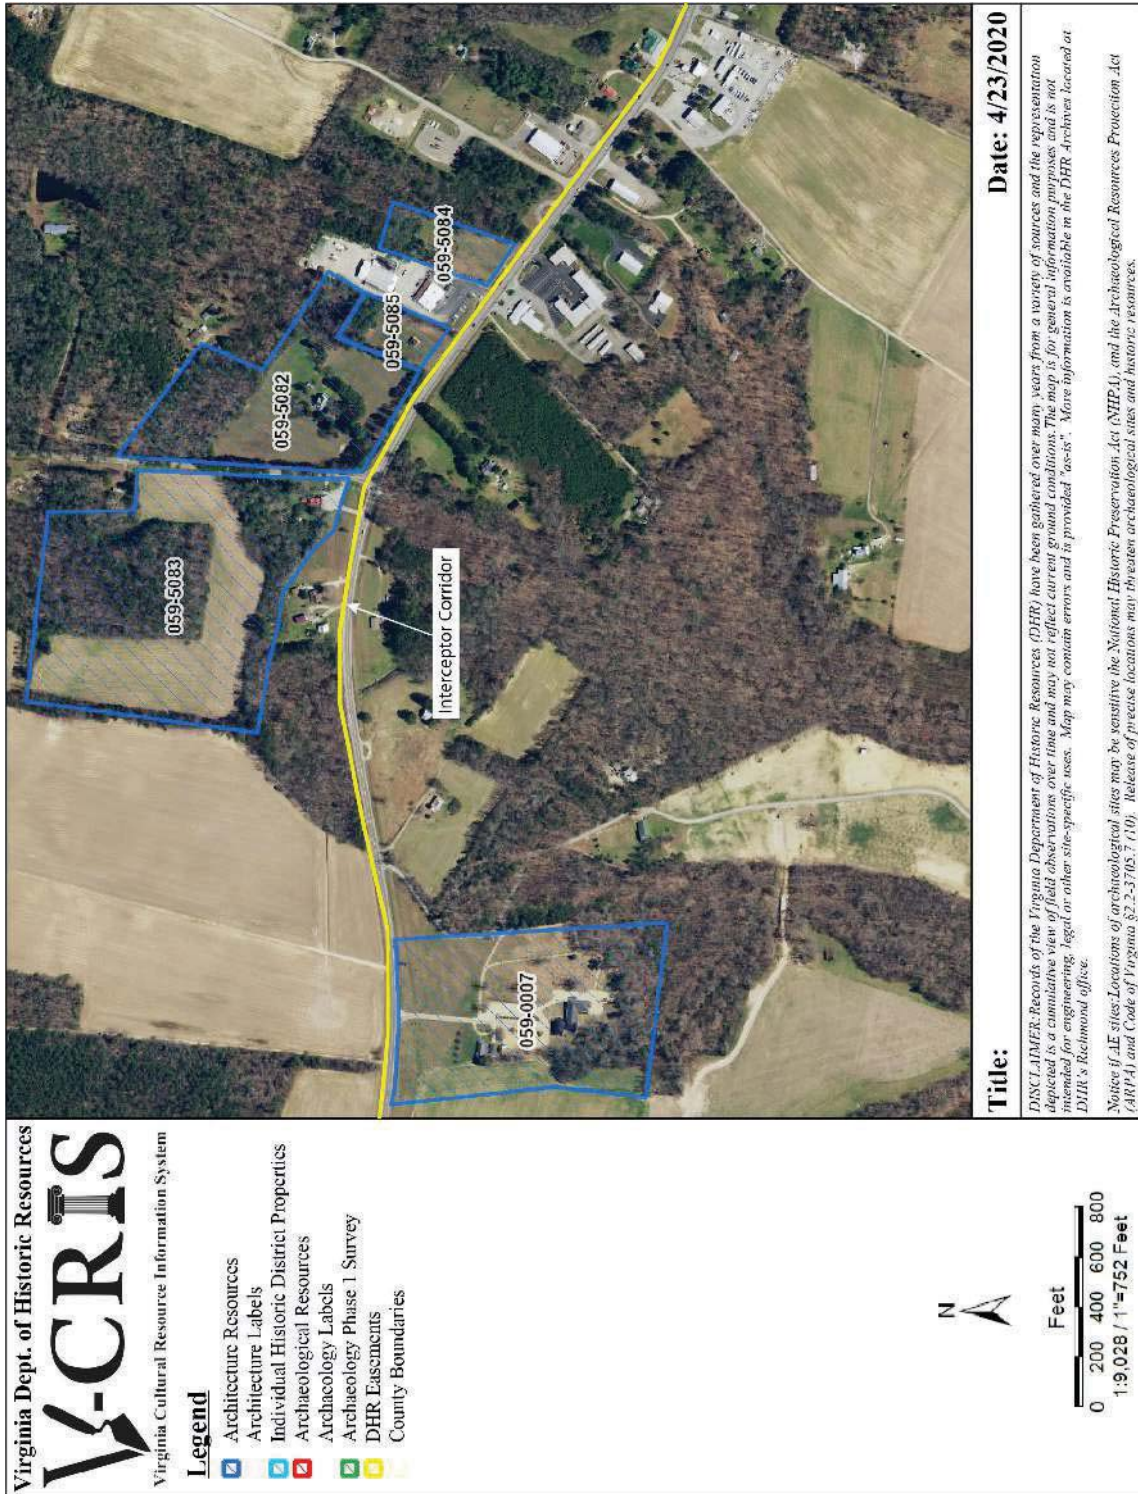 Virginia Dept. of Historic Resources
V-CRIS
Virginia Cultural Resource Information System
Legend
Architecture Resources
Architecture Labels
Individual Historic District Properties
Archaeological Resources
Archaeology Labels
Archaeology Phase 1 Survey
DHR Easements
County Boundaries
N
Feet
0 200 400 600 800
1:9,028 / 1"=752 Feet
059-5083
059-5082
059-5085
059-5084
Interceptor Corridor
059-0007
Title:
Date: 4/23/2020
DISCLAIMER:Records of the Virginia Department of Historic Resources (DHR) have been gathered over many years from a variety of sources and the representation
depicted is a cumulative view of field observations over time and may not reflect current ground conditions.The map is for general information purposes and is not
intended for engineering, legal or other site-specific uses. Map may contain errors and is provided "as-is". More information is available in the DHR Archives located at
DHR's Richmond office.
Notice if AE sites:Locations of archaeological sites may be sensitive the National Historic Preservation Act (NHPA), and the Archaeological Resources Protection Act
(ARPA) and Code of Virginia §2.2-3705.7 (10). Release of precise locations may threaten archaeological sites and historic resources.